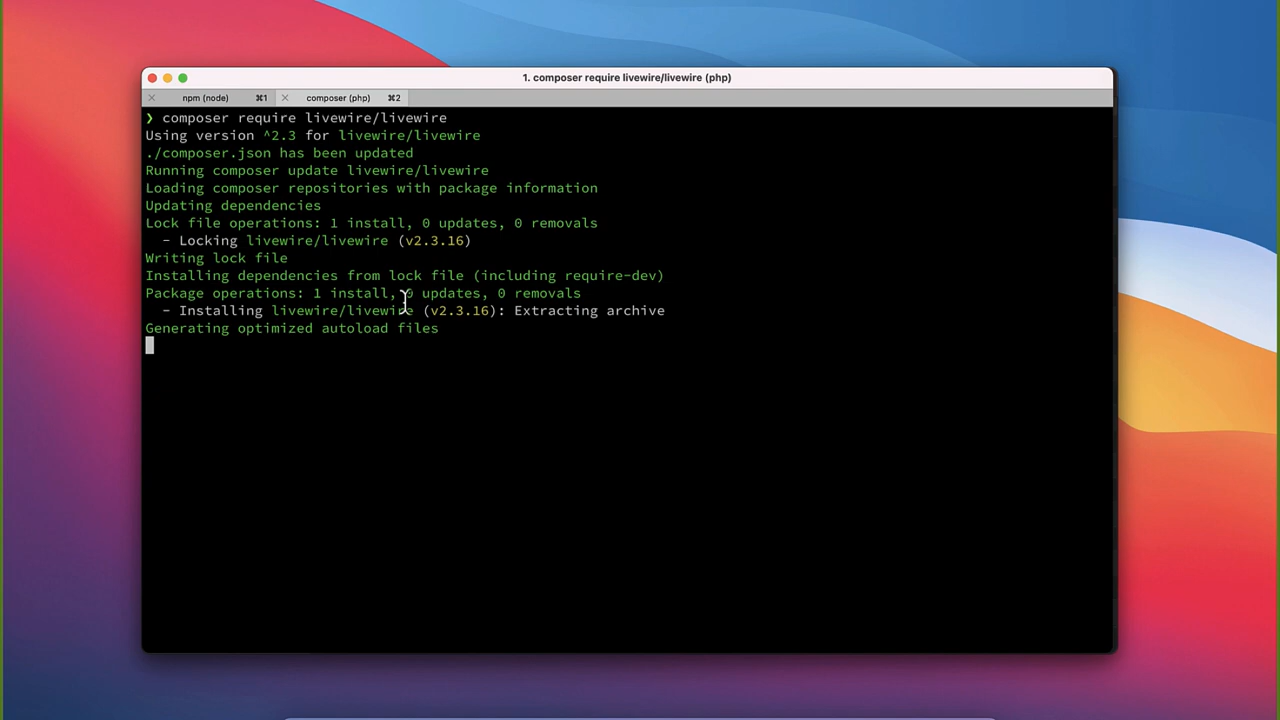 1. composer require livewire/livewire (php)
npm (node) ⌘1 composer (php) ⌘2
❯ composer require livewire/livewire
Using version ^2.3 for livewire/livewire
./composer.json has been updated
Running composer update livewire/livewire
Loading composer repositories with package information
Updating dependencies
Lock file operations: 1 install, 0 updates, 0 removals
- Locking livewire/livewire (v2.3.16)
Writing lock file
Installing dependencies from lock file (including require-dev)
Package operations: 1 install, 0 updates, 0 removals
- Installing livewire/livewire (v2.3.16): Extracting archive
Generating optimized autoload files